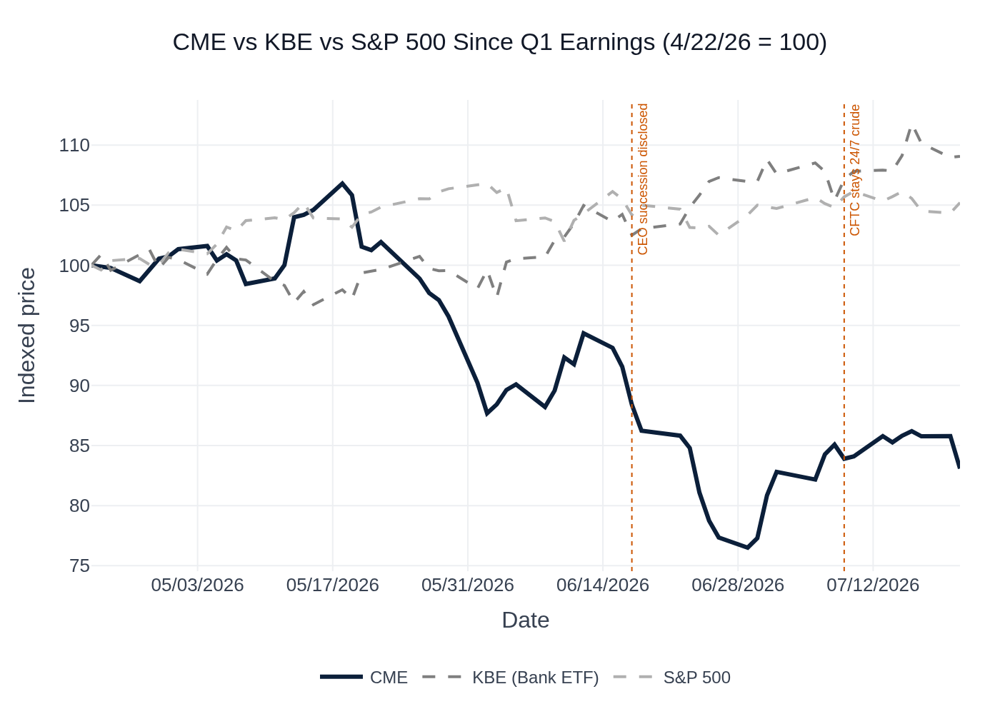 CME vs KBE vs S&P 500 Since Q1 Earnings (4/22/26 = 100)
CEO succession disclosed
CFTC stays 24/7 crude
110
105
100
95
90
85
80
75
Indexed price
05/03/2026
05/17/2026
05/31/2026
06/14/2026
06/28/2026
07/12/2026
Date
CME
KBE (Bank ETF)
S&P 500